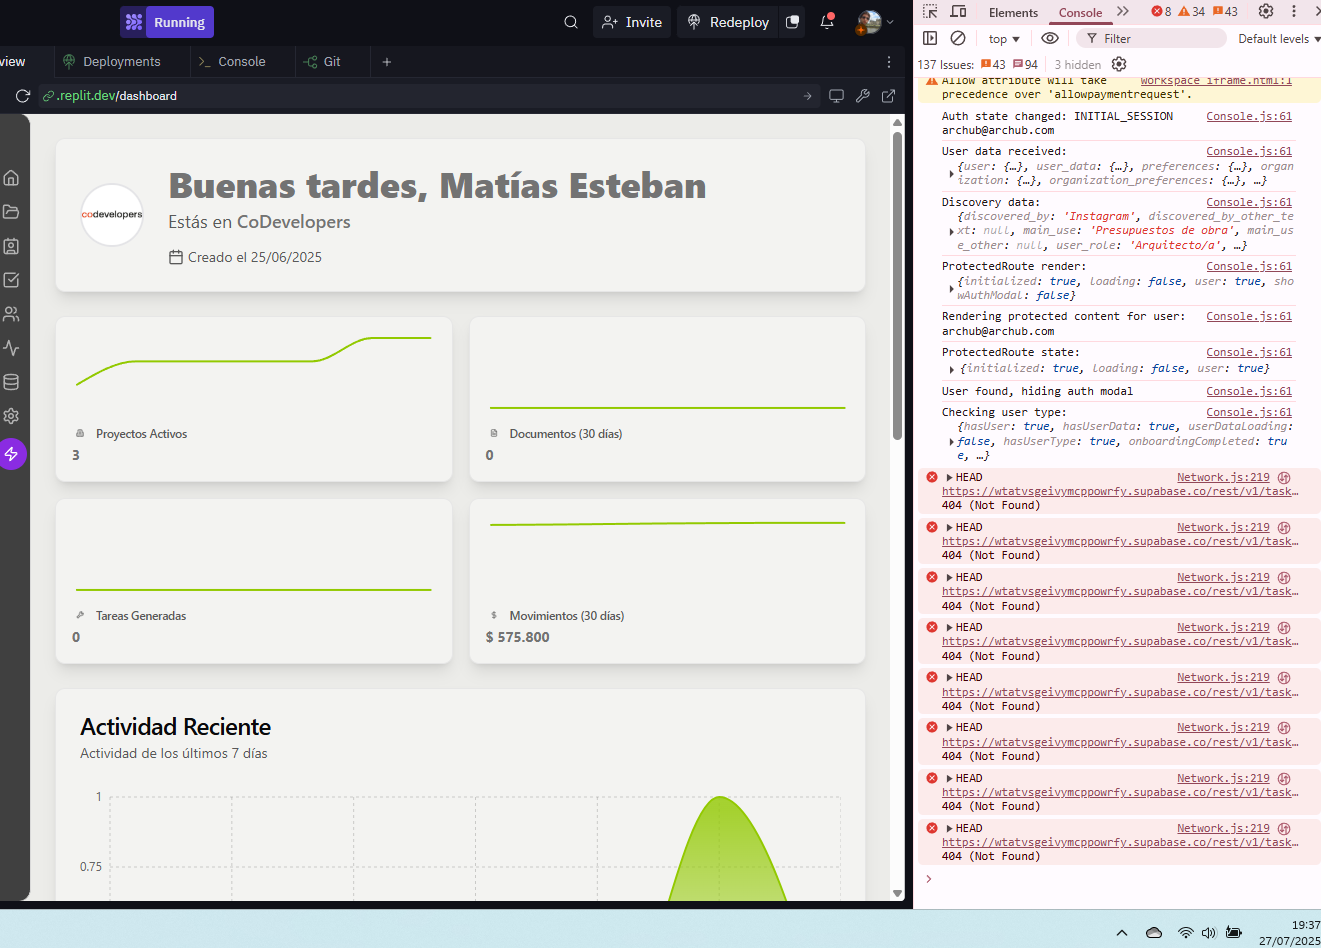 Running
Invite
Redeploy
view
Deployments
Console
Git
.replit.dev/dashboard
codevelopers
Buenas tardes, Matías Esteban
Estás en CoDevelopers
Creado el 25/06/2025
Proyectos Activos
3
Documentos (30 días)
0
Tareas Generadas
0
$ Movimientos (30 días)
$ 575.800
Actividad Reciente
Actividad de los últimos 7 días
1
0.75
Elements
Console
8
34
43
top
Filter
Default levels
137 Issues:
43
94
3 hidden
Allow attribute will take workspace iframe.html:1
precedence over 'allowpaymentrequest'.
Auth state changed: INITIAL_SESSION Console.js:61
archub@archub.com
User data received: Console.js:61
{user: {…}, user_data: {…}, preferences: {…}, organ
ization: {…}, organization_preferences: {…}, …}
Discovery data: Console.js:61
{discovered_by: 'Instagram', discovered_by_other_te
xt: null, main_use: 'Presupuestos de obra', main_us
e_other: null, user_role: 'Arquitecto/a', …}
ProtectedRoute render: Console.js:61
{initialized: true, loading: false, user: true, sho
wAuthModal: false}
Rendering protected content for user: Console.js:61
archub@archub.com
ProtectedRoute state: Console.js:61
{initialized: true, loading: false, user: true}
User found, hiding auth modal Console.js:61
Checking user type: Console.js:61
{hasUser: true, hasUserData: true, userDataLoading:
false, hasUserType: true, onboardingCompleted: tru
e, …}
HEAD Network.js:219
https://wtatvsgeivymcppowrfy.supabase.co/rest/v1/task…
404 (Not Found)
HEAD Network.js:219
https://wtatvsgeivymcppowrfy.supabase.co/rest/v1/task…
404 (Not Found)
HEAD Network.js:219
https://wtatvsgeivymcppowrfy.supabase.co/rest/v1/task…
404 (Not Found)
HEAD Network.js:219
https://wtatvsgeivymcppowrfy.supabase.co/rest/v1/task…
404 (Not Found)
HEAD Network.js:219
https://wtatvsgeivymcppowrfy.supabase.co/rest/v1/task…
404 (Not Found)
HEAD Network.js:219
https://wtatvsgeivymcppowrfy.supabase.co/rest/v1/task…
404 (Not Found)
HEAD Network.js:219
https://wtatvsgeivymcppowrfy.supabase.co/rest/v1/task…
404 (Not Found)
HEAD Network.js:219
https://wtatvsgeivymcppowrfy.supabase.co/rest/v1/task…
404 (Not Found)
19:37
27/07/2025